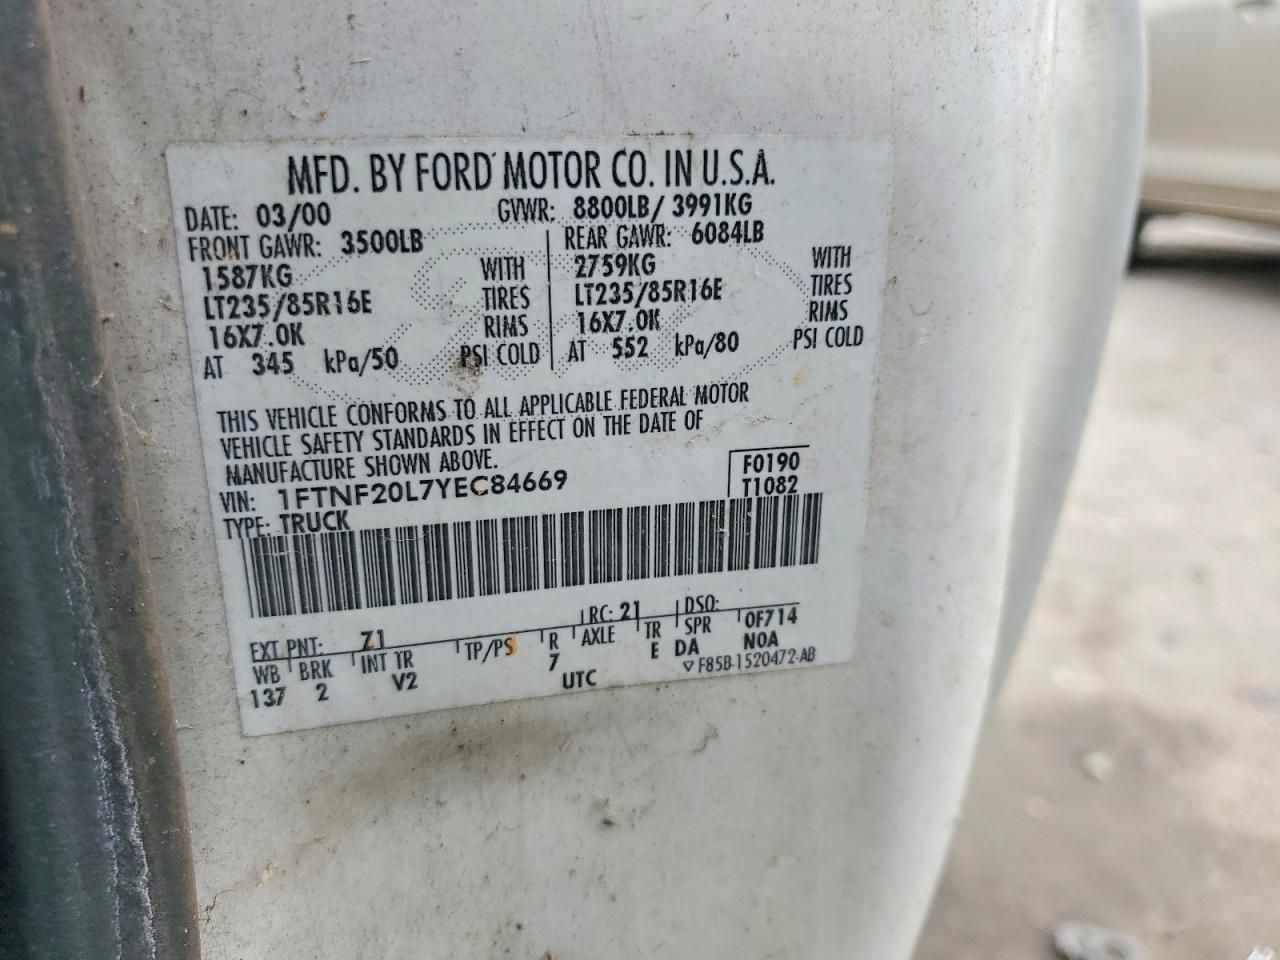 MFD. BY FORD MOTOR CO. IN U.S.A.
DATE: 03/00 GVWR: 8800LB/ 3991KG
FRONT GAWR: 3500LB REAR GAWR: 6084LB
1587KG WITH 2759KG WITH
LT235/85R16E TIRES LT235/85R16E TIRES
16X7.0K RIMS 16X7.0K RIMS
AT 345 kPa/50 PSI COLD AT 552 kPa/80 PSI COLD
THIS VEHICLE CONFORMS TO ALL APPLICABLE FEDERAL MOTOR
VEHICLE SAFETY STANDARDS IN EFFECT ON THE DATE OF
MANUFACTURE SHOWN ABOVE.
VIN: 1FTNF20L7YEC84669 F0190
TYPE: TRUCK T1082
EXT PNT: Z1 RC: 21 DSO:
WB BRK INT TR TP/PS R AXLE TR SPR 0F714
137 2 V2 7 E DA N0A
UTC ▽F85B-1520472-AB